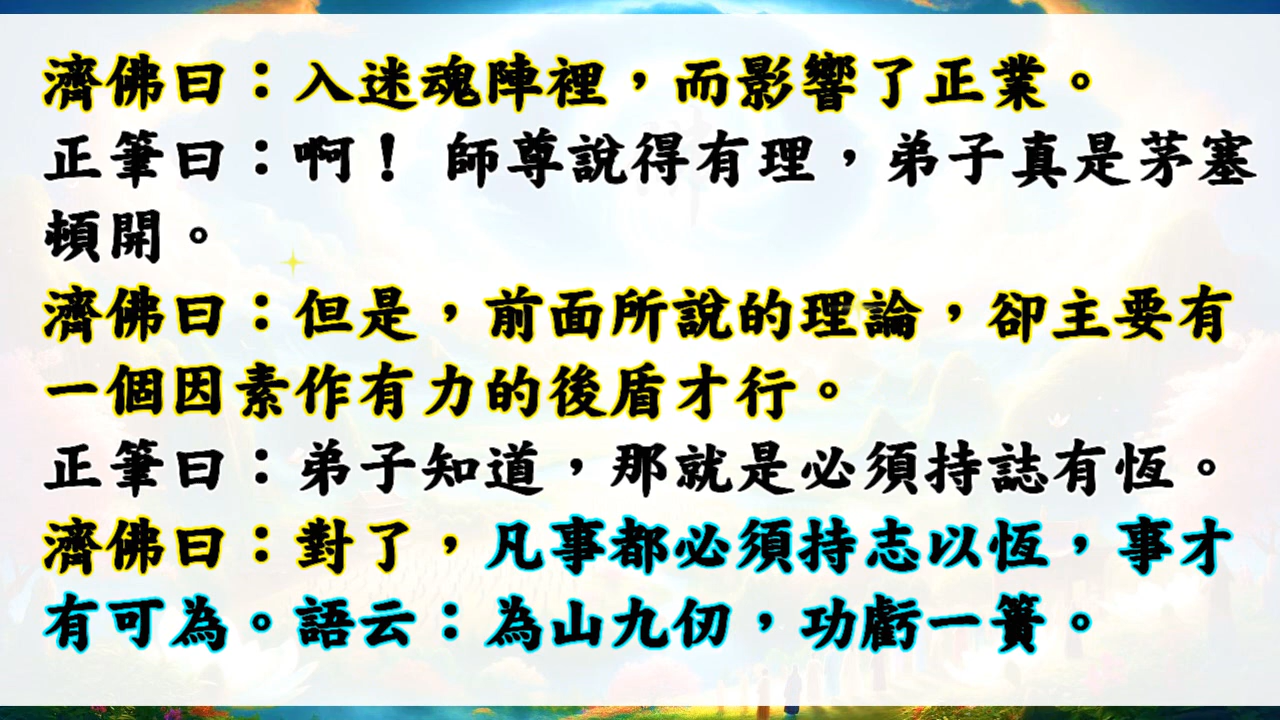 濟佛曰：入迷魂陣裡，而影響了正業。
正筆曰：啊！ 師尊說得有理，弟子真是茅塞
頓開。
濟佛曰：但是，前面所說的理論，卻主要有
一個因素作有力的後盾才行。
正筆曰：弟子知道，那就是必須持誌有恆。
濟佛曰：對了，凡事都必須持志以恆，事才
有可為。語云：為山九仞，功虧一簣。